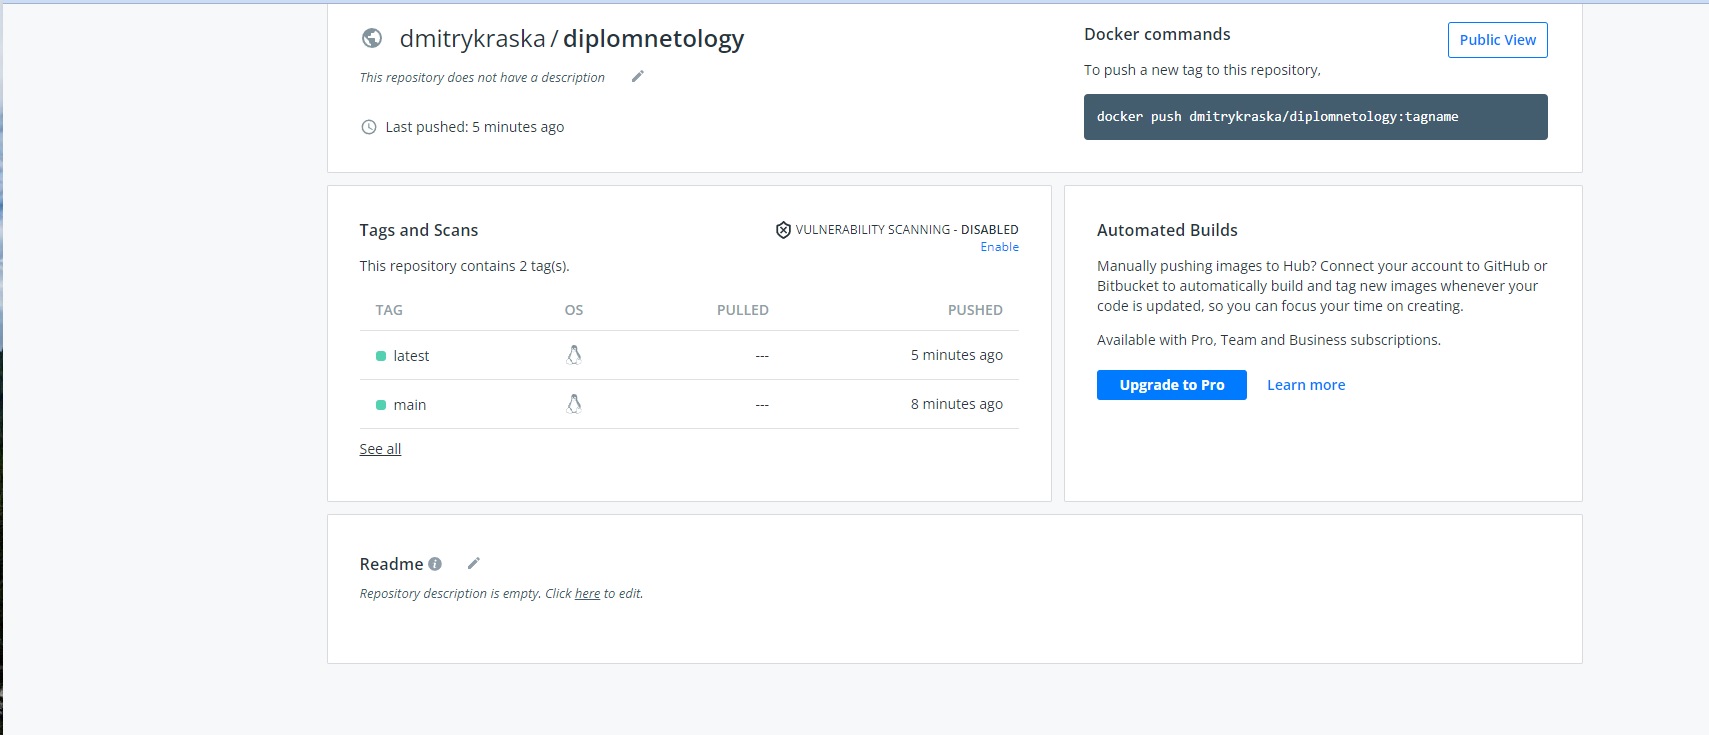 dmitrykraska / diplomnetology
This repository does not have a description
Last pushed: 5 minutes ago
Docker commands
Public View
To push a new tag to this repository,
docker push dmitrykraska/diplomnetology:tagname
Tags and Scans
VULNERABILITY SCANNING - DISABLED
Enable
This repository contains 2 tag(s).
TAG OS PULLED PUSHED
latest --- 5 minutes ago
main --- 8 minutes ago
See all
Automated Builds
Manually pushing images to Hub? Connect your account to GitHub or
Bitbucket to automatically build and tag new images whenever your
code is updated, so you can focus your time on creating.
Available with Pro, Team and Business subscriptions.
Upgrade to Pro Learn more
Readme
Repository description is empty. Click here to edit.